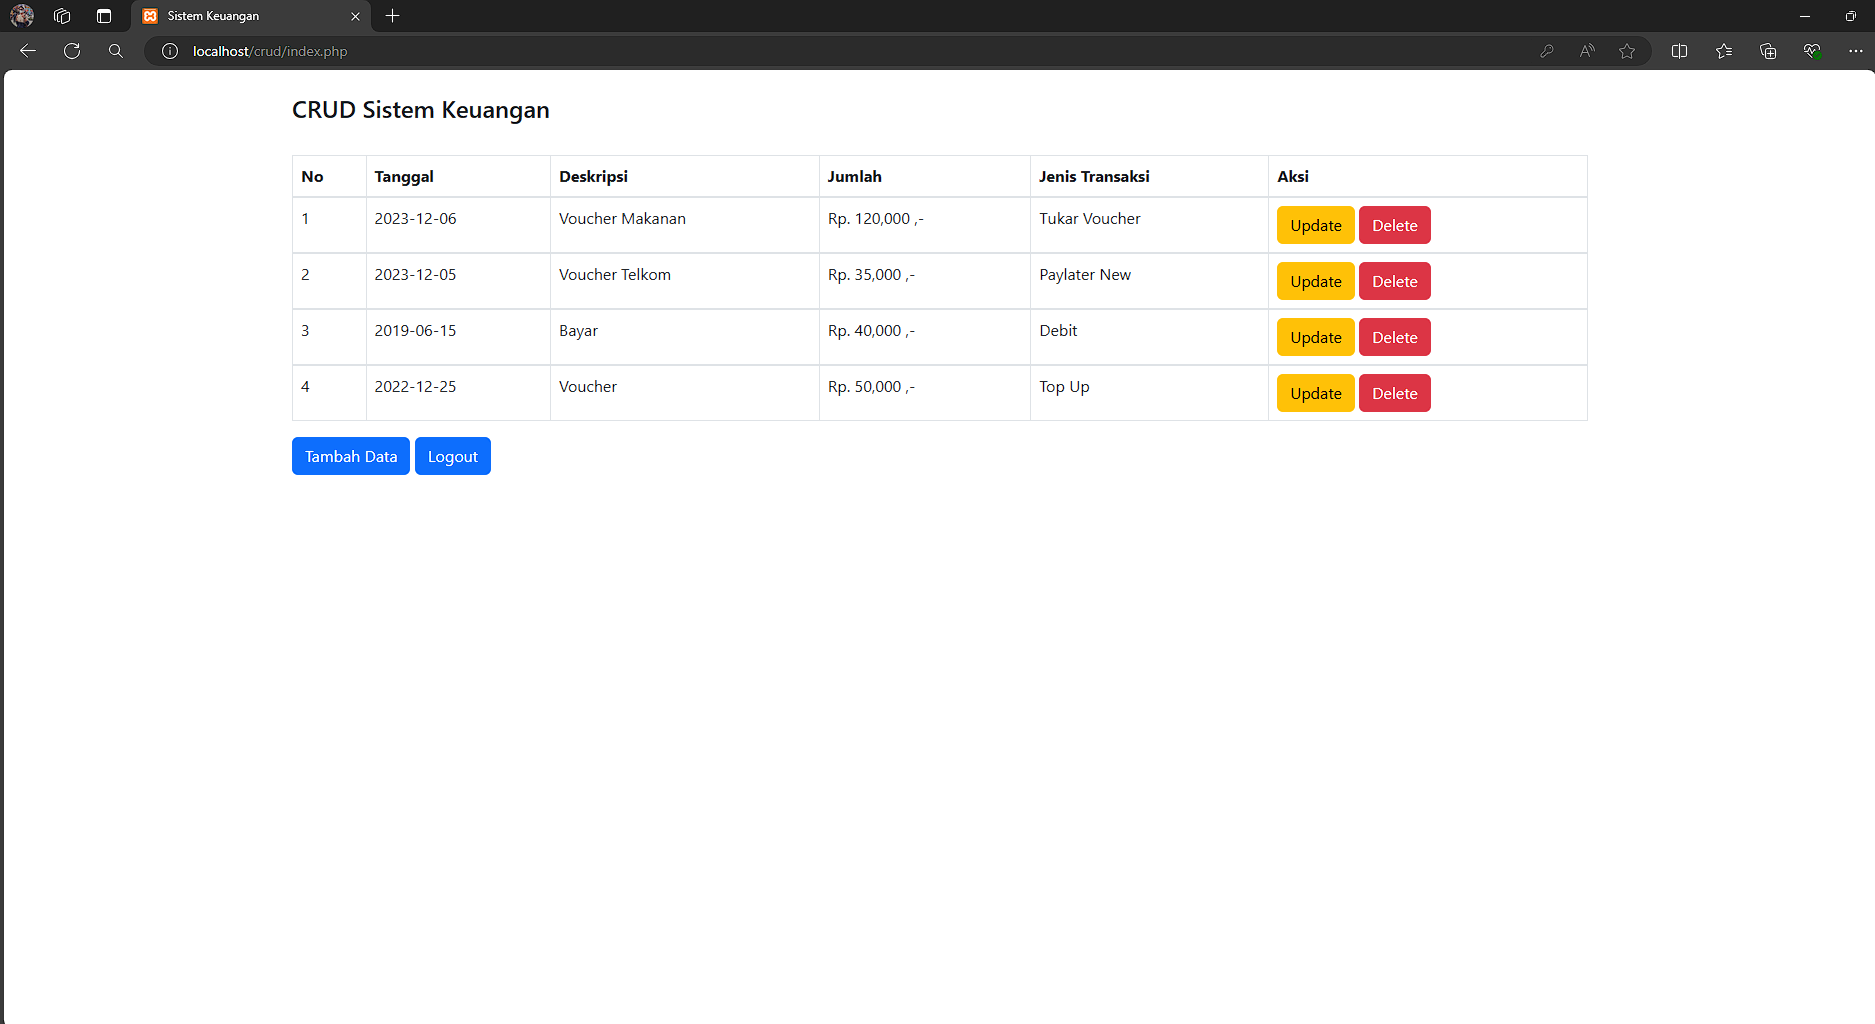 Sistem Keuangan
localhost/crud/index.php
CRUD Sistem Keuangan
No Tanggal Deskripsi Jumlah Jenis Transaksi Aksi
1 2023-12-06 Voucher Makanan Rp. 120,000 ,- Tukar Voucher Update Delete
2 2023-12-05 Voucher Telkom Rp. 35,000 ,- Paylater New Update Delete
3 2019-06-15 Bayar Rp. 40,000 ,- Debit Update Delete
4 2022-12-25 Voucher Rp. 50,000 ,- Top Up Update Delete
Tambah Data Logout